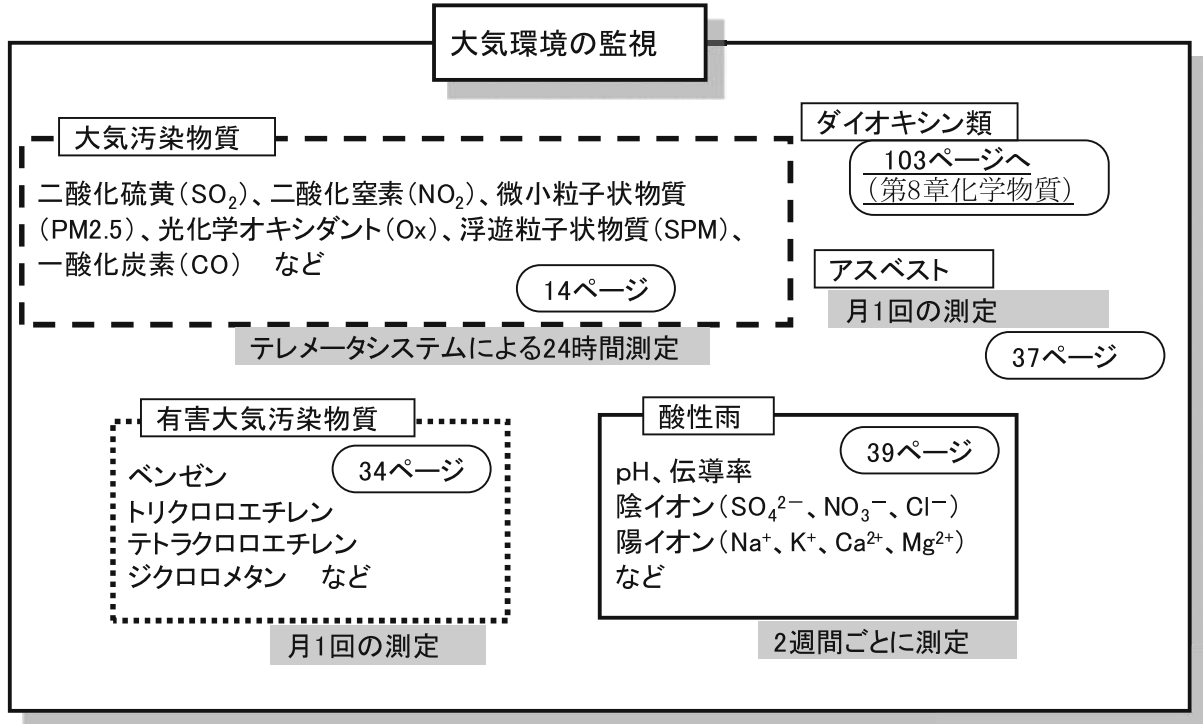 大気環境の監視
大気汚染物質
二酸化硫黄(SO₂)、二酸化窒素(NO₂)、微小粒子状物質
(PM2.5)、光化学オキシダント(Ox)、浮遊粒子状物質(SPM)、
一酸化炭素(CO)　など
14ページ
テレメータシステムによる24時間測定
ダイオキシン類
103ページへ
(第8章化学物質)
アスベスト
月1回の測定
37ページ
有害大気汚染物質
34ページ
ベンゼン
トリクロロエチレン
テトラクロロエチレン
ジクロロメタン　など
月1回の測定
酸性雨
39ページ
pH、伝導率
陰イオン(SO₄²⁻、NO₃⁻、Cl⁻)
陽イオン(Na⁺、K⁺、Ca²⁺、Mg²⁺)
など
2週間ごとに測定